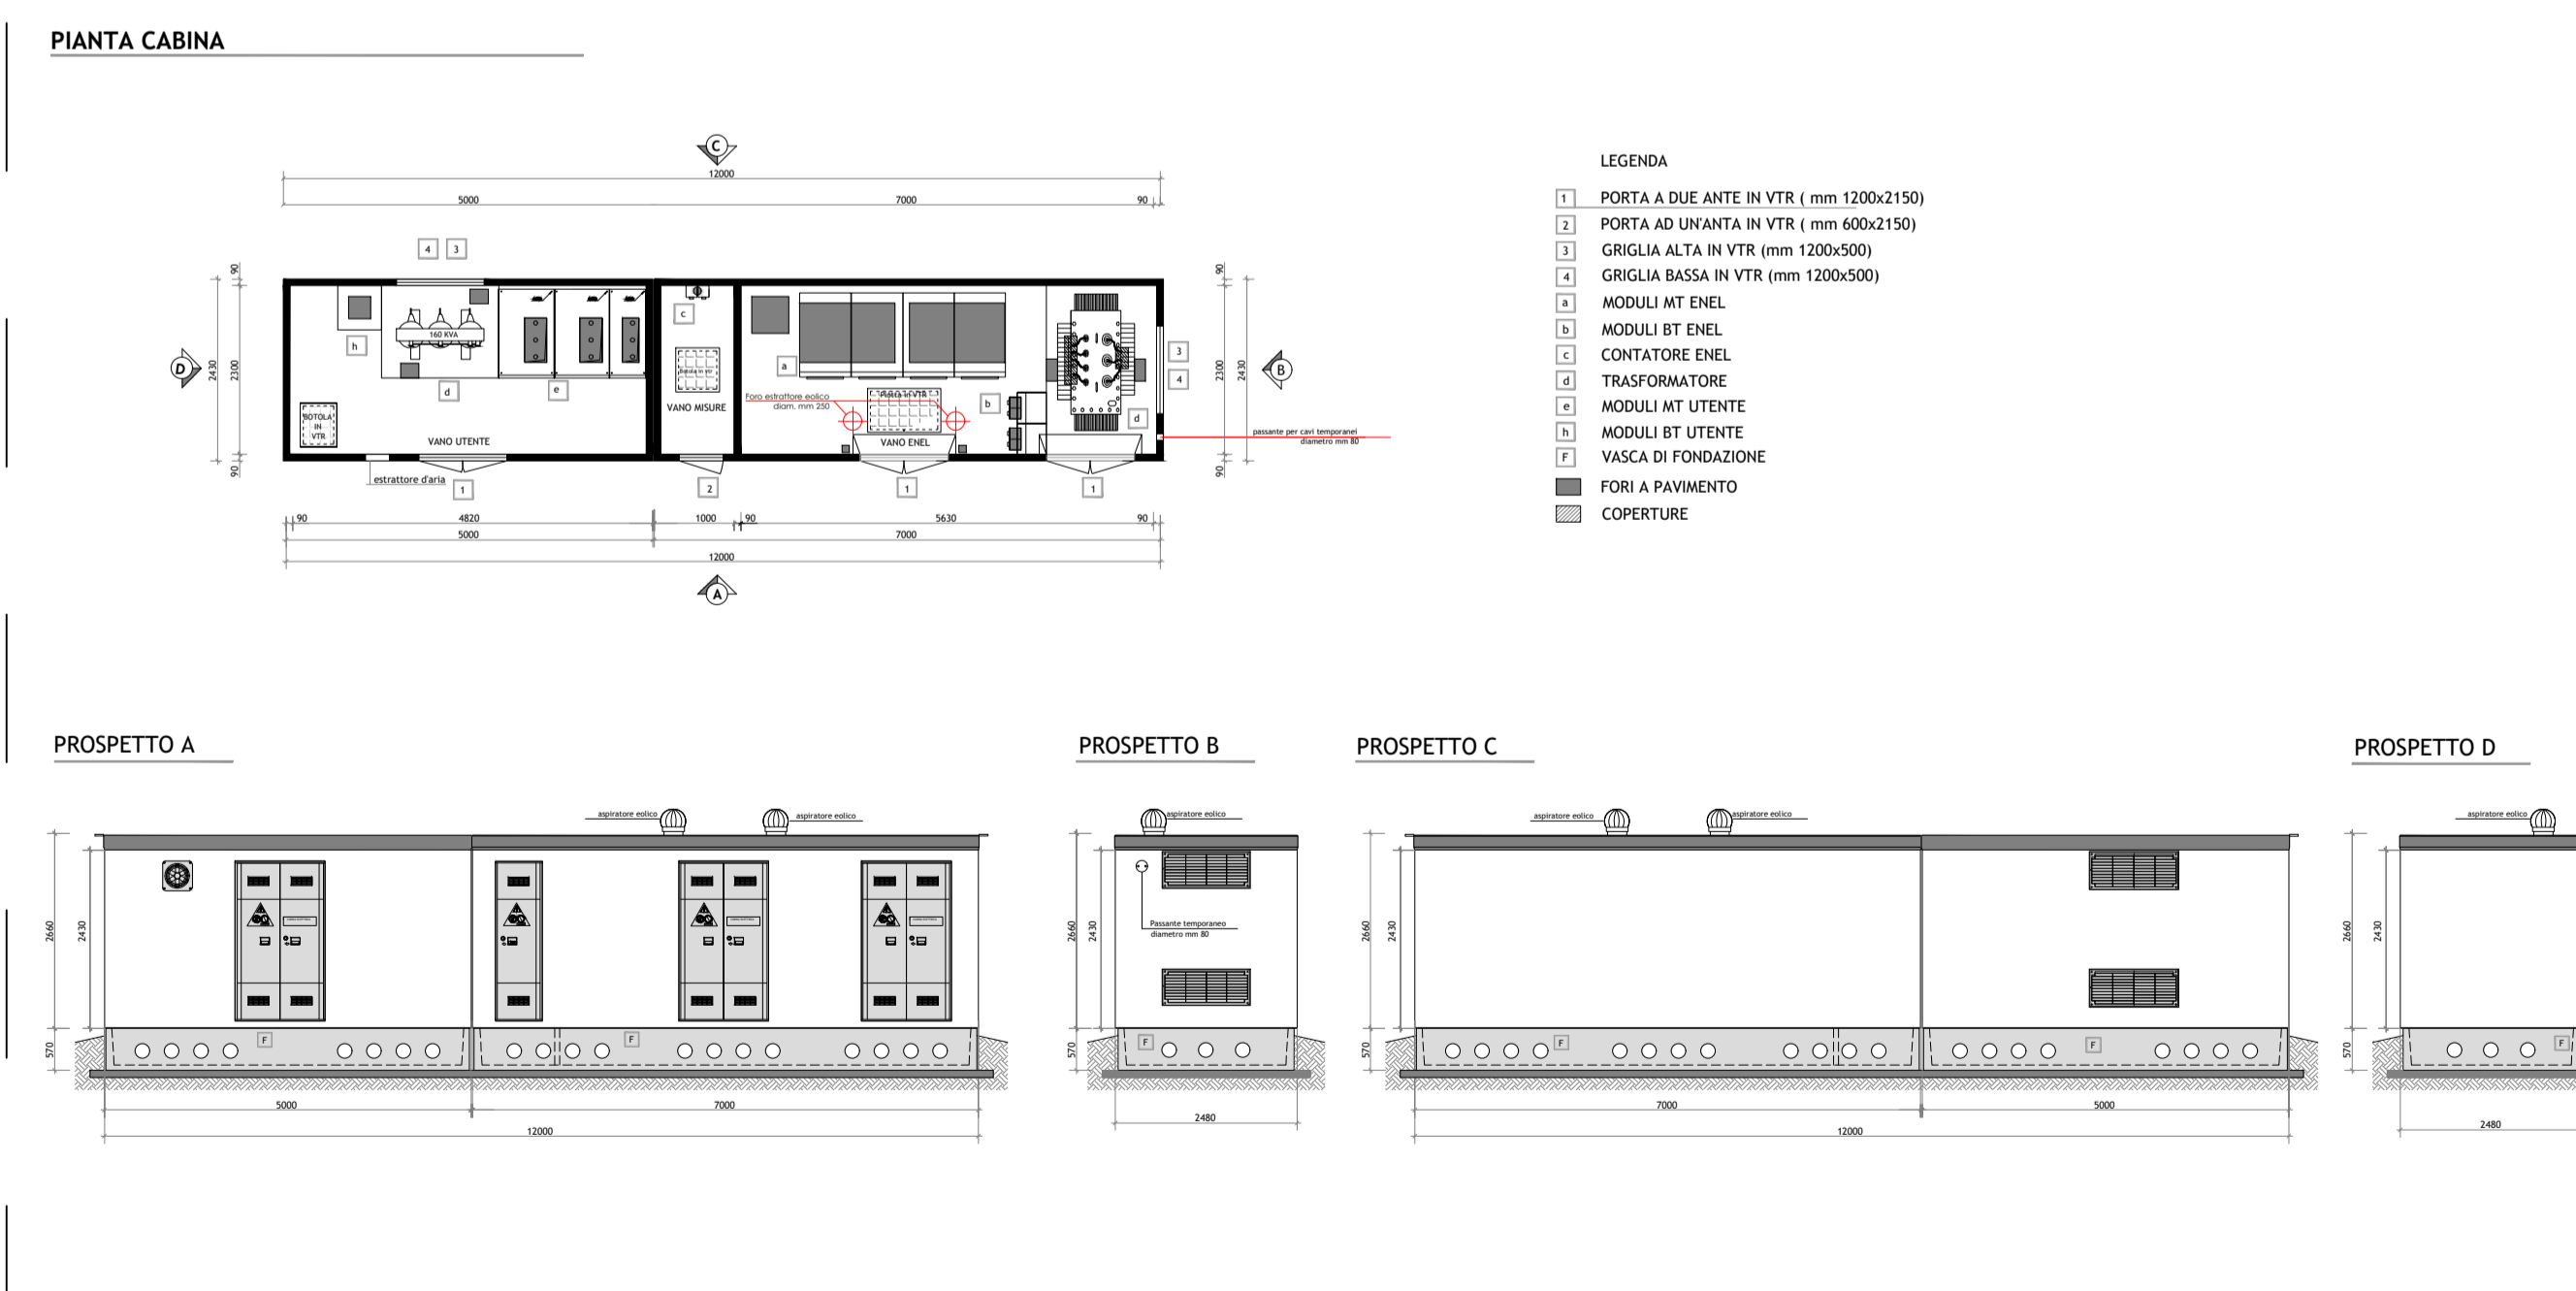 PIANTA CABINA
C
12000
5000
7000
90
4
3
90
2430
2300
90
D
h
160 KVA
d
e
BOTOLA
IN
VTR
VANO UTENTE
estrattore d'aria
1
c
Botola in vtr
VANO MISURE
2
a
Foro estrattore eolico
diam. mm 250
b
VANO ENEL
1
d
1
3
4
90
2300
2430
90
B
passante per cavi temporanei
diametro mm 80
90
4820
1000
90
5630
90
5000
7000
12000
A
LEGENDA
1 PORTA A DUE ANTE IN VTR ( mm 1200x2150)
2 PORTA AD UN'ANTA IN VTR ( mm 600x2150)
3 GRIGLIA ALTA IN VTR (mm 1200x500)
4 GRIGLIA BASSA IN VTR (mm 1200x500)
a MODULI MT ENEL
b MODULI BT ENEL
c CONTATORE ENEL
d TRASFORMATORE
e MODULI MT UTENTE
h MODULI BT UTENTE
F VASCA DI FONDAZIONE
FORI A PAVIMENTO
COPERTURE
PROSPETTO A
aspiratore eolico
aspiratore eolico
2660
2430
570
F
F
5000
7000
12000
PROSPETTO B
aspiratore eolico
Passante temporaneo
diametro mm 80
2660
2430
570
F
2480
PROSPETTO C
aspiratore eolico
aspiratore eolico
2660
2430
570
F
F
7000
5000
12000
PROSPETTO D
aspiratore eolico
2660
2430
570
F
2480